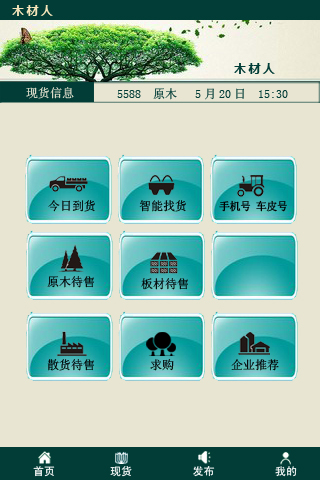 木材人
木材人
现货信息 5588 原木 5月20日 15:30
今日到货 智能找货 手机号 车皮号
原木待售 板材待售
散货待售 求购 企业推荐
首页 现货 发布 我的